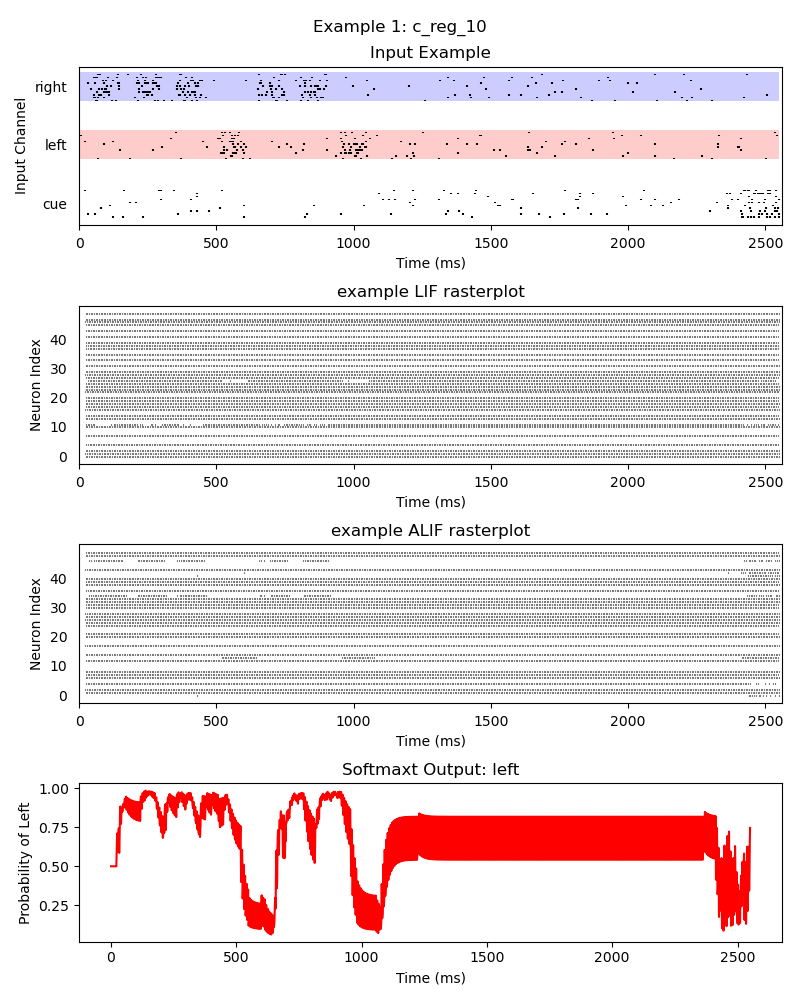 Example 1: c_reg_10
Input Example
Input Channel
right
left
cue
0 500 1000 1500 2000 2500
Time (ms)
example LIF rasterplot
Neuron Index
40
30
20
10
0
0 500 1000 1500 2000 2500
Time (ms)
example ALIF rasterplot
Neuron Index
40
30
20
10
0
0 500 1000 1500 2000 2500
Time (ms)
Softmaxt Output: left
Probability of Left
1.00
0.75
0.50
0.25
0 500 1000 1500 2000 2500
Time (ms)